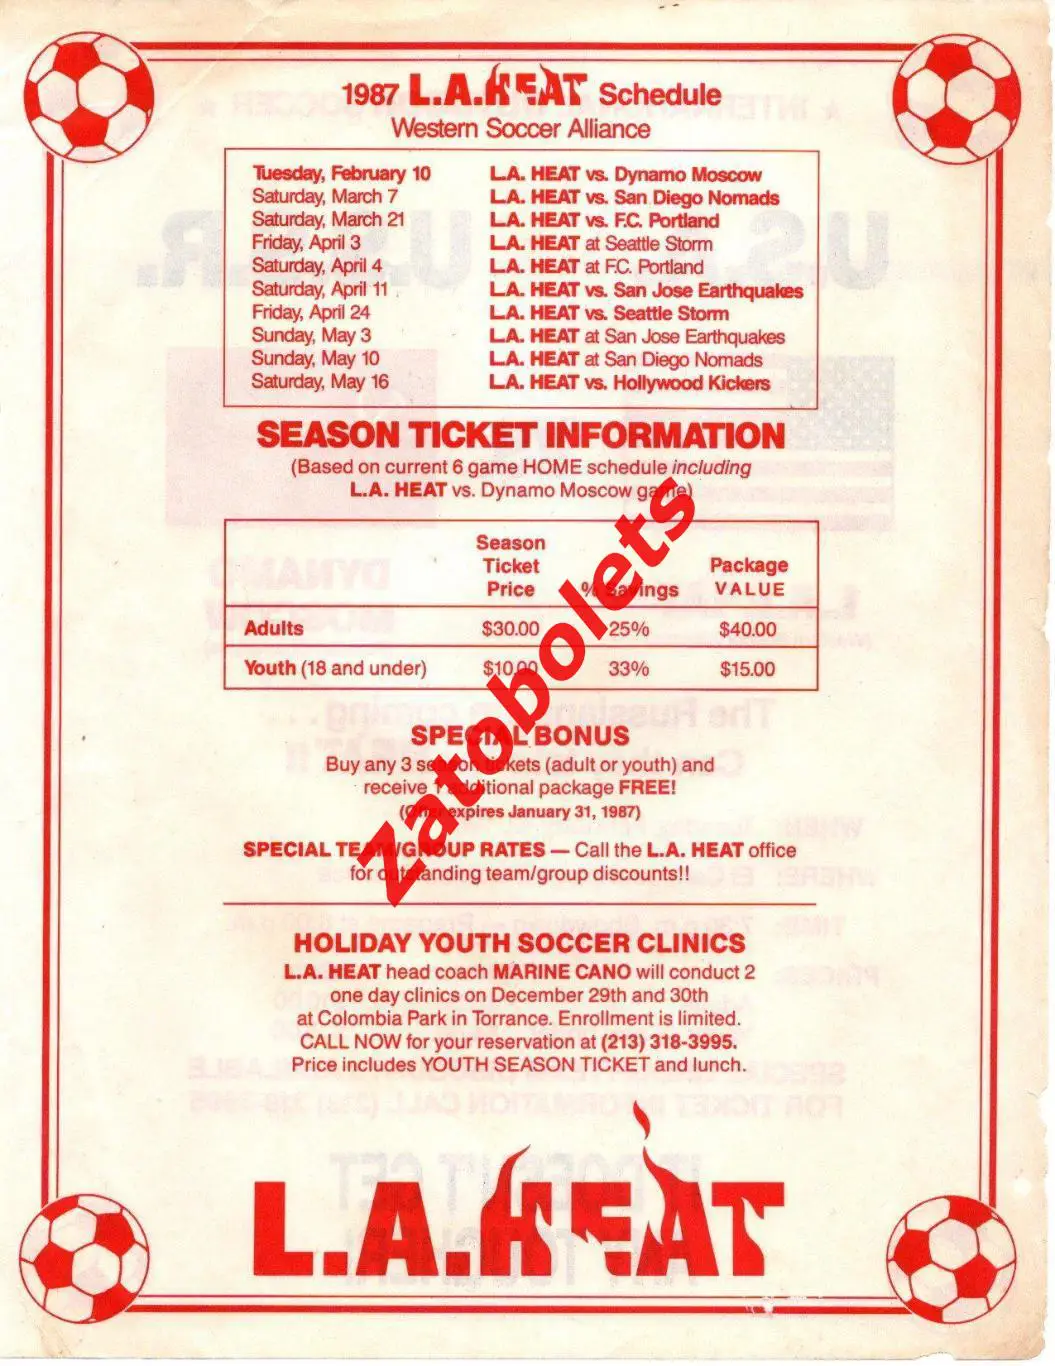 1987 L.A. HEAT Schedule
Western Soccer Alliance
Tuesday, February 10 L.A. HEAT vs. Dynamo Moscow
Saturday, March 7 L.A. HEAT vs. San Diego Nomads
Saturday, March 21 L.A. HEAT vs. F.C. Portland
Friday, April 3 L.A. HEAT at Seattle Storm
Saturday, April 4 L.A. HEAT at F.C. Portland
Saturday, April 11 L.A. HEAT vs. San Jose Earthquakes
Friday, April 24 L.A. HEAT vs. Seattle Storm
Sunday, May 3 L.A. HEAT at San Jose Earthquakes
Sunday, May 10 L.A. HEAT at San Diego Nomads
Saturday, May 16 L.A. HEAT vs. Hollywood Kickers
SEASON TICKET INFORMATION
(Based on current 6 game HOME schedule including
L.A. HEAT vs. Dynamo Moscow game)
Season
Ticket Package
Price % Savings VALUE
Adults $30.00 25% $40.00
Youth (18 and under) $10.00 33% $15.00
SPECIAL BONUS
Buy any 3 season tickets (adult or youth) and
receive 1 additional package FREE!
(Offer expires January 31, 1987)
SPECIAL TEAM/GROUP RATES — Call the L.A. HEAT office
for outstanding team/group discounts!!
Zatobolets
HOLIDAY YOUTH SOCCER CLINICS
L.A. HEAT head coach MARINE CANO will conduct 2
one day clinics on December 29th and 30th
at Colombia Park in Torrance. Enrollment is limited.
CALL NOW for your reservation at (213) 318-3995.
Price includes YOUTH SEASON TICKET and lunch.
L.A. HEAT